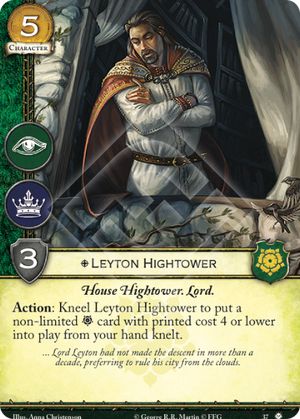 5
CHARACTER
3
LEYTON HIGHTOWER
House Hightower. Lord.
Action: Kneel Leyton Hightower to put a
non-limited card with printed cost 4 or lower
into play from your hand knelt.
... Lord Leyton had not made the descent in more than a
decade, preferring to rule his city from the clouds.
Illus. Anna Christenson © George R.R. Martin © FFG